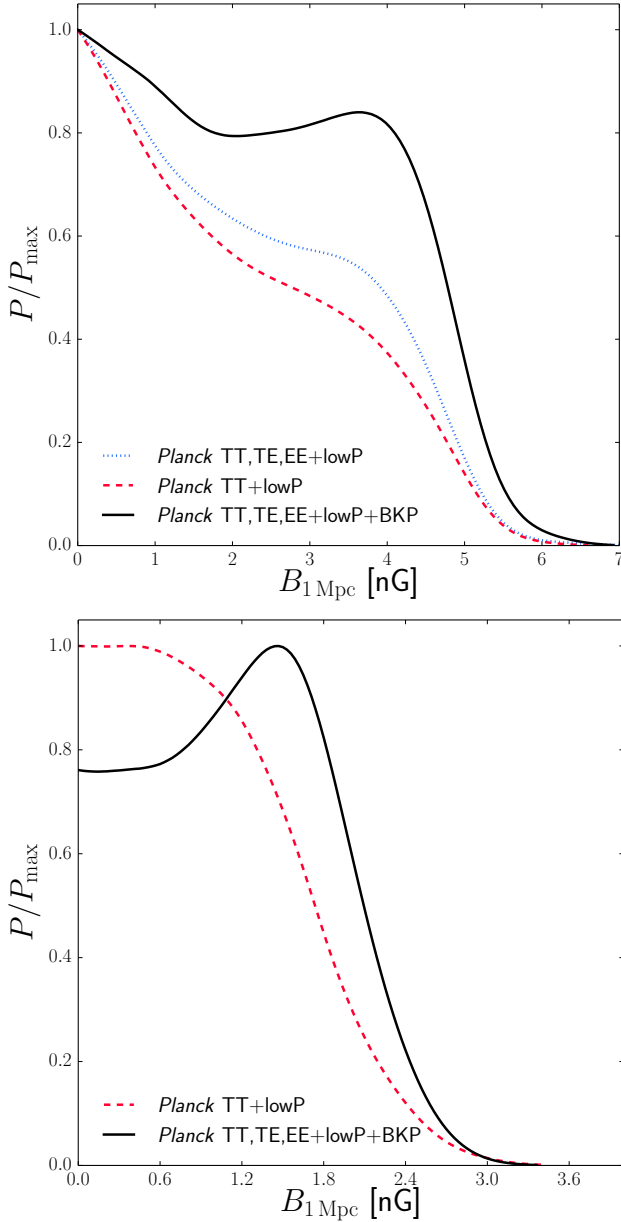 1.0
0.8
0.6
0.4
0.2
0.0
P/P_max
Planck TT,TE,EE+lowP
Planck TT+lowP
Planck TT,TE,EE+lowP+BKP
0 1 2 3 4 5 6 7
B_1 Mpc [nG]
1.0
0.8
0.6
0.4
0.2
0.0
P/P_max
Planck TT+lowP
Planck TT,TE,EE+lowP+BKP
0.0 0.6 1.2 1.8 2.4 3.0 3.6
B_1 Mpc [nG]